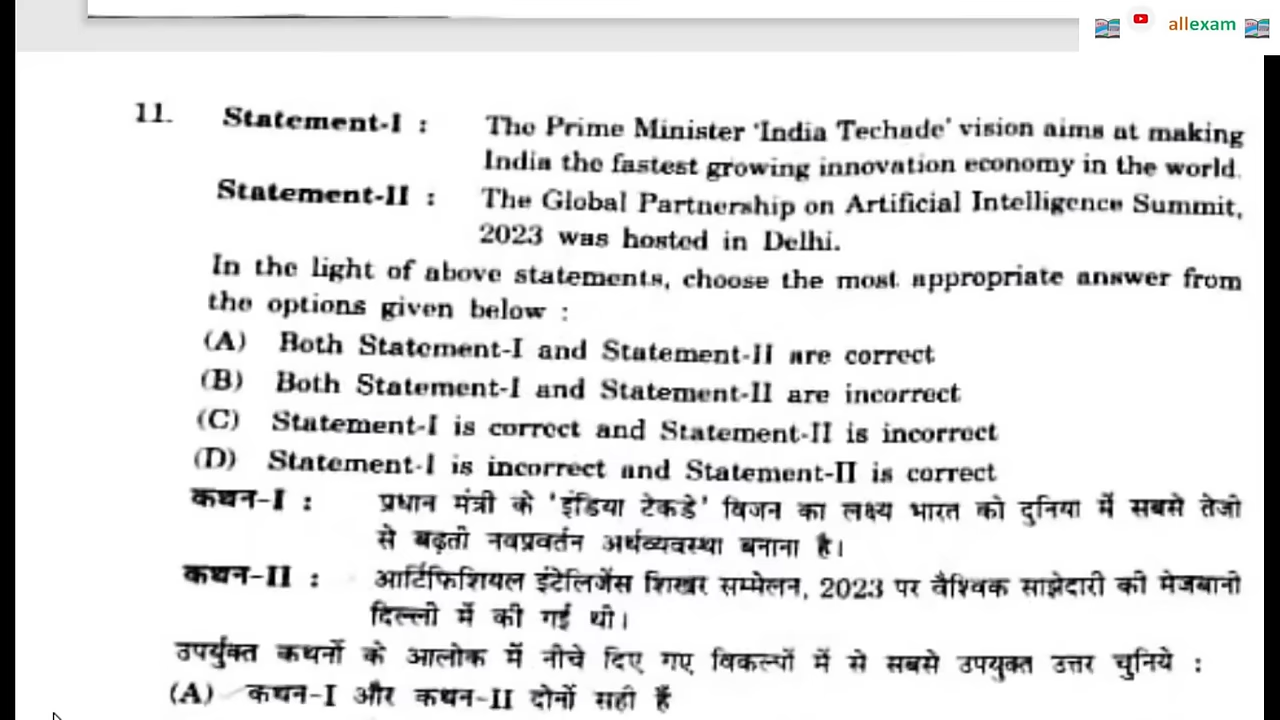 allexam
11. Statement-I : The Prime Minister 'India Techade' vision aims at making
India the fastest growing innovation economy in the world.
Statement-II : The Global Partnership on Artificial Intelligence Summit,
2023 was hosted in Delhi.
In the light of above statements, choose the most appropriate answer from
the options given below :
(A) Both Statement-I and Statement-II are correct
(B) Both Statement-I and Statement-II are incorrect
(C) Statement-I is correct and Statement-II is incorrect
(D) Statement-I is incorrect and Statement-II is correct
कथन-I : प्रधान मंत्री के 'इंडिया टेकडे' विजन का लक्ष्य भारत को दुनिया में सबसे तेजी
से बढ़ती नवप्रवर्तन अर्थव्यवस्था बनाना है।
कथन-II : आर्टिफिशियल इंटेलिजेंस शिखर सम्मेलन, 2023 पर वैश्विक साझेदारी की मेजबानी
दिल्ली में की गई थी।
उपर्युक्त कथनों के आलोक में नीचे दिए गए विकल्पों में से सबसे उपयुक्त उत्तर चुनिये :
(A) कथन-I और कथन-II दोनों सही हैं